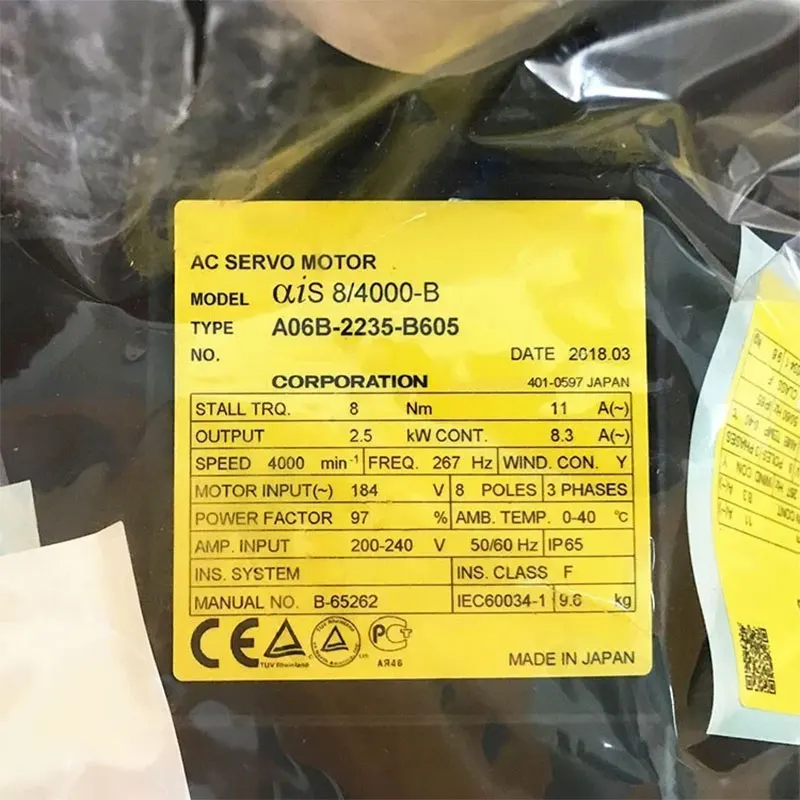 AC SERVO MOTOR
MODEL αiS 8/4000-B
TYPE A06B-2235-B605
NO. DATE 2018.03
CORPORATION 401-0597 JAPAN
STALL TRQ. 8 Nm 11 A(~)
OUTPUT 2.5 kW CONT. 8.3 A(~)
SPEED 4000 min-1 FREQ. 267 Hz WIND. CON. Y
MOTOR INPUT(~) 184 V 8 POLES 3 PHASES
POWER FACTOR 97 % AMB. TEMP. 0-40 ℃
AMP. INPUT 200-240 V 50/60 Hz IP65
INS. SYSTEM INS. CLASS F
MANUAL NO. B-65262 IEC60034-1 9.6 kg
CE TUV Rheinland
РСТ
АЯ46
MADE IN JAPAN